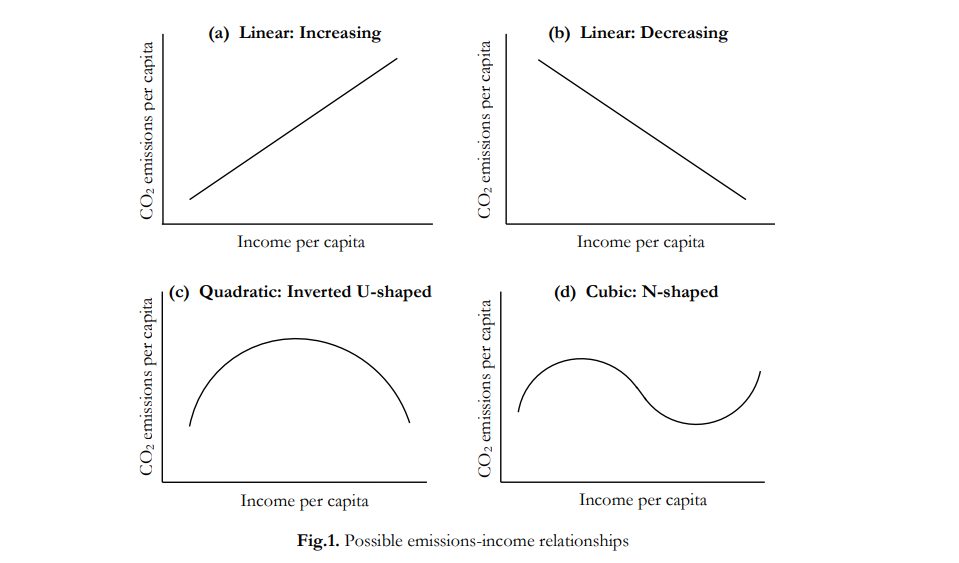 (a) Linear: Increasing
CO2 emissions per capita
Income per capita
(b) Linear: Decreasing
CO2 emissions per capita
Income per capita
(c) Quadratic: Inverted U-shaped
CO2 emissions per capita
Income per capita
(d) Cubic: N-shaped
CO2 emissions per capita
Income per capita
Fig.1. Possible emissions-income relationships